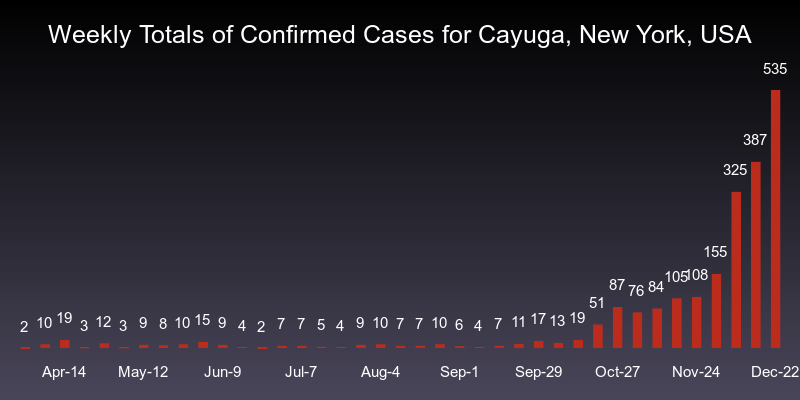 Weekly Totals of Confirmed Cases for Cayuga, New York, USA
535
387
325
155
2 10 19 3 12 3 9 8 10 15 9 4 2 7 7 5 4 9 10 7 7 10 6 4 7 11 17 13 19 51 87 76 84 105 108
Apr-14 May-12 Jun-9 Jul-7 Aug-4 Sep-1 Sep-29 Oct-27 Nov-24 Dec-22